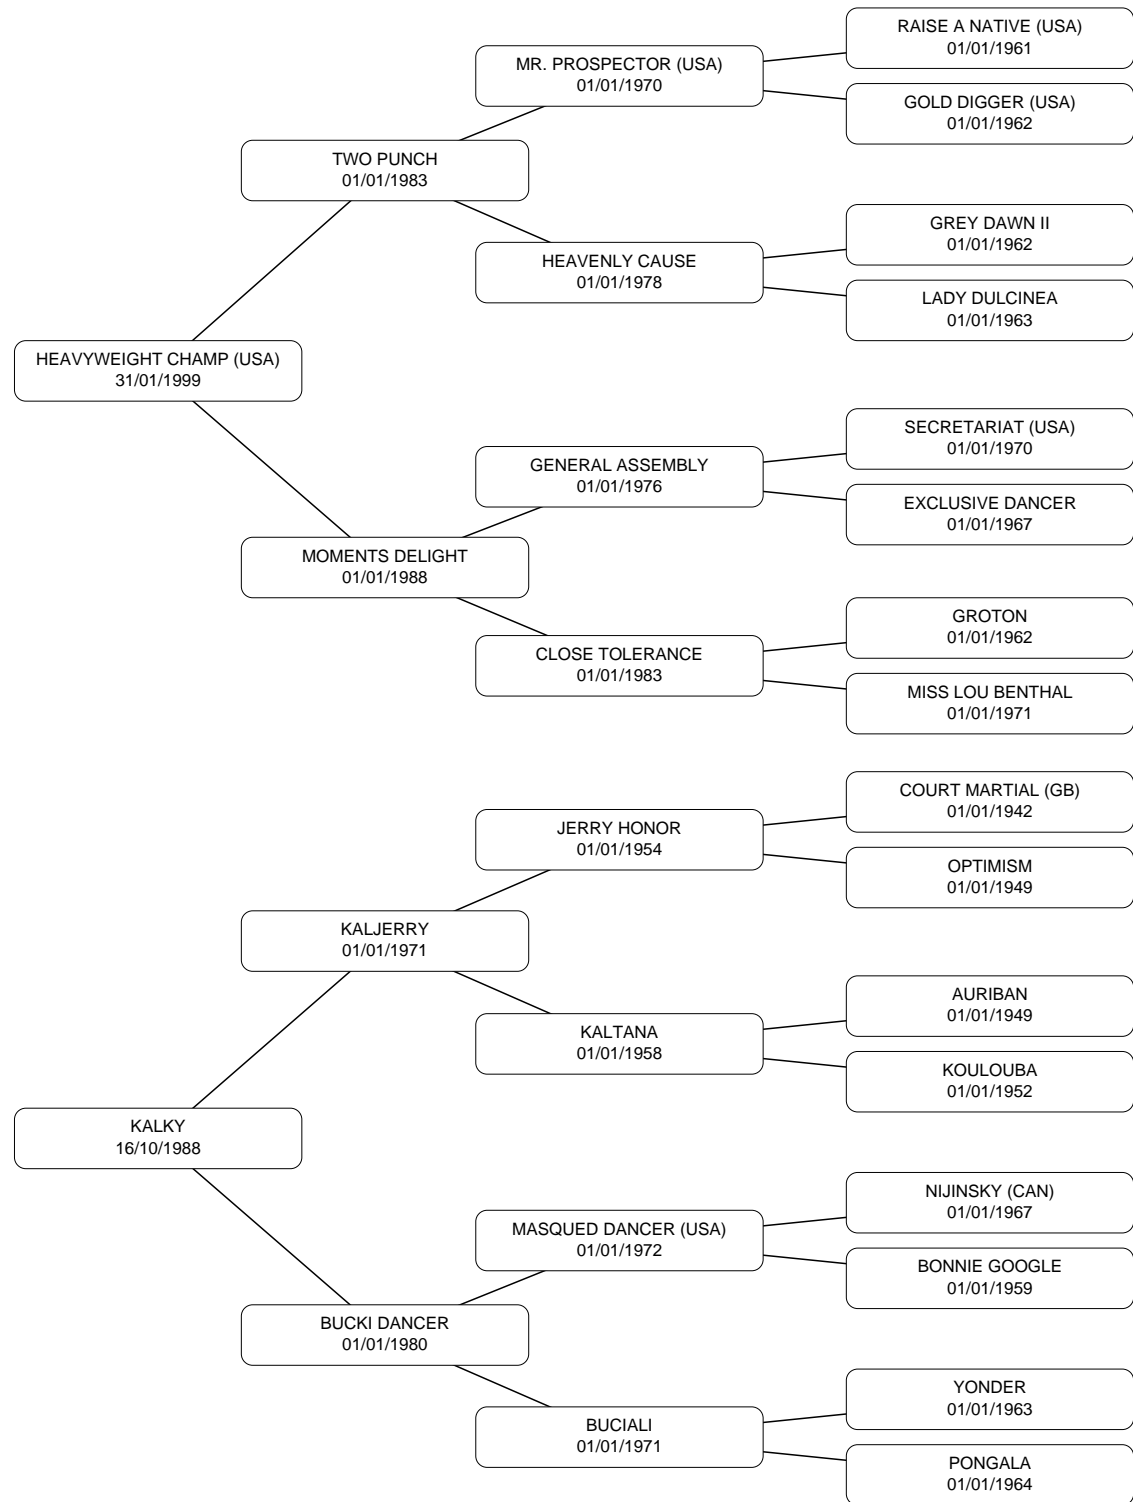 RAISE A NATIVE (USA)
01/01/1961
MR. PROSPECTOR (USA)
01/01/1970
GOLD DIGGER (USA)
01/01/1962
TWO PUNCH
01/01/1983
GREY DAWN II
01/01/1962
HEAVENLY CAUSE
01/01/1978
LADY DULCINEA
01/01/1963
HEAVYWEIGHT CHAMP (USA)
31/01/1999
SECRETARIAT (USA)
01/01/1970
GENERAL ASSEMBLY
01/01/1976
EXCLUSIVE DANCER
01/01/1967
MOMENTS DELIGHT
01/01/1988
GROTON
01/01/1962
CLOSE TOLERANCE
01/01/1983
MISS LOU BENTHAL
01/01/1971
COURT MARTIAL (GB)
01/01/1942
JERRY HONOR
01/01/1954
OPTIMISM
01/01/1949
KALJERRY
01/01/1971
AURIBAN
01/01/1949
KALTANA
01/01/1958
KOULOUBA
01/01/1952
KALKY
16/10/1988
NIJINSKY (CAN)
01/01/1967
MASQUED DANCER (USA)
01/01/1972
BONNIE GOOGLE
01/01/1959
BUCKI DANCER
01/01/1980
YONDER
01/01/1963
BUCIALI
01/01/1971
PONGALA
01/01/1964